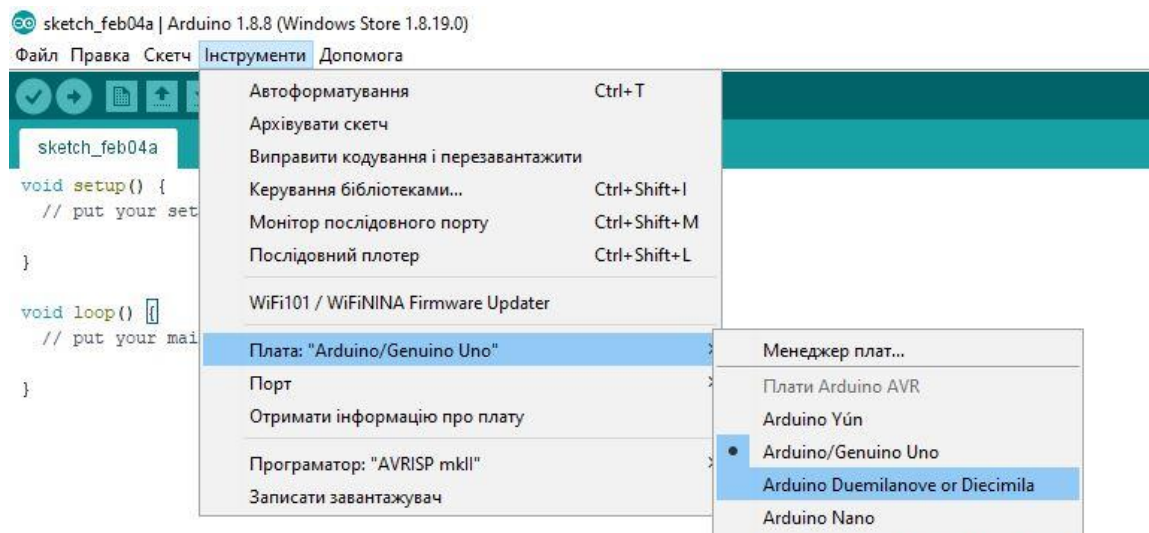 sketch_feb04a | Arduino 1.8.8 (Windows Store 1.8.19.0)
Файл Правка Скетч Інструменти Допомога
sketch_feb04a
void setup() {
// put your set
}
void loop() {
// put your mai
}
Автоформатування Ctrl+T
Архівувати скетч
Виправити кодування і перезавантажити
Керування бібліотеками... Ctrl+Shift+I
Монітор послідовного порту Ctrl+Shift+M
Послідовний плотер Ctrl+Shift+L
WiFi101 / WiFiNINA Firmware Updater
Плата: "Arduino/Genuino Uno"
Порт
Отримати інформацію про плату
Програматор: "AVRISP mkII"
Записати завантажувач
Менеджер плат...
Плати Arduino AVR
Arduino Yún
Arduino/Genuino Uno
Arduino Duemilanove or Diecimila
Arduino Nano